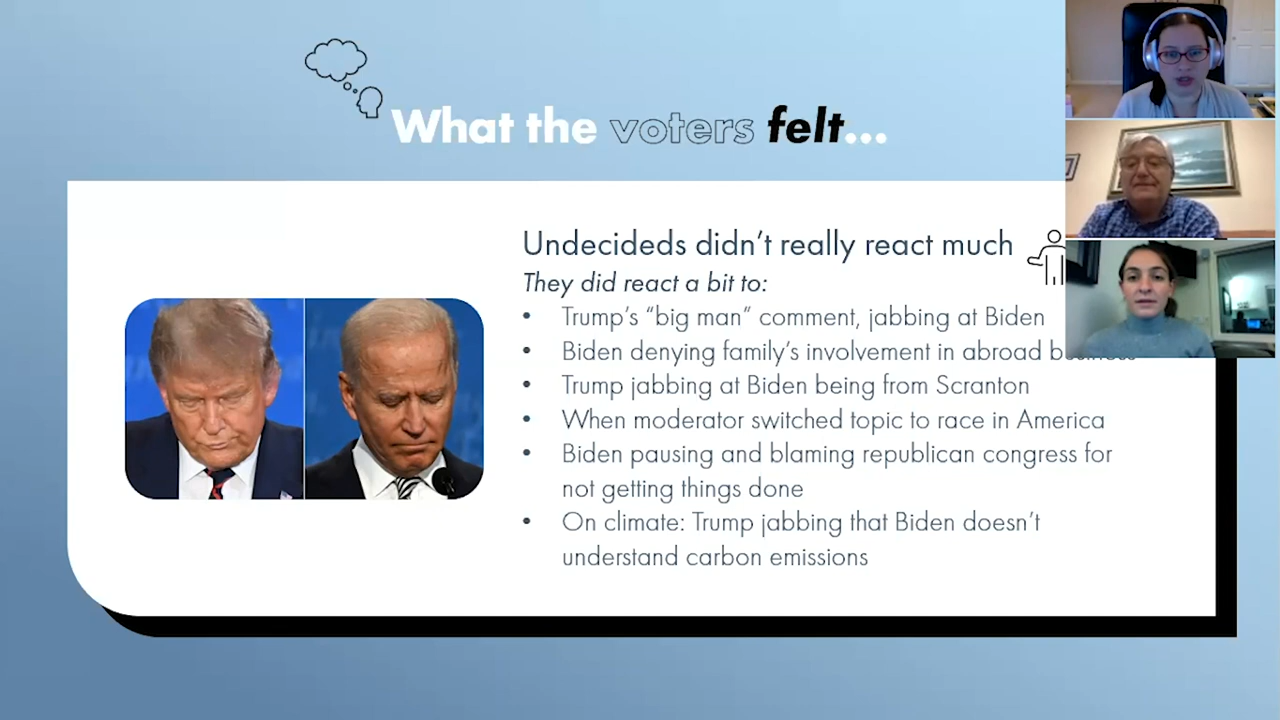 What the voters felt...
Undecideds didn't really react much
They did react a bit to:
• Trump's “big man” comment, jabbing at Biden
• Biden denying family's involvement in abroad business
• Trump jabbing at Biden being from Scranton
• When moderator switched topic to race in America
• Biden pausing and blaming republican congress for
not getting things done
• On climate: Trump jabbing that Biden doesn't
understand carbon emissions